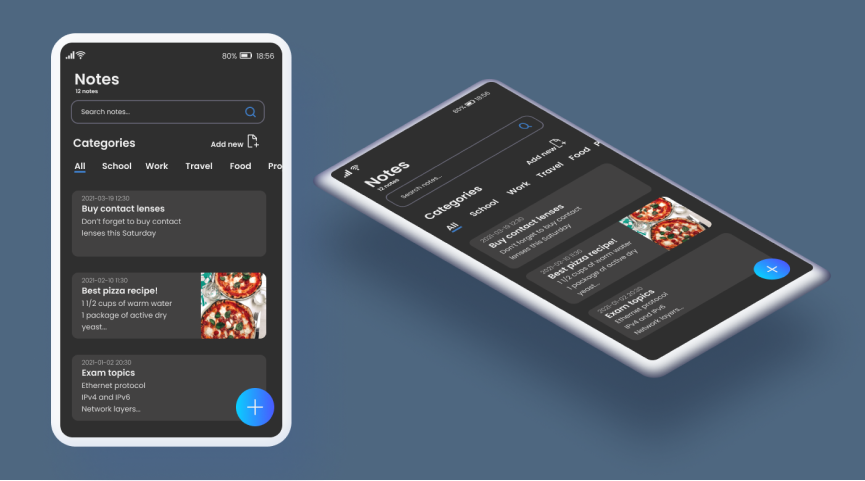 80% 18:56
Notes
12 notes
Search notes...
Categories
Add new
All School Work Travel Food Pro
2021-03-19 12:30
Buy contact lenses
Don't forget to buy contact
lenses this Saturday
2021-02-10 11:30
Best pizza recipe!
1 1/2 cups of warm water
1 package of active dry
yeast...
2021-01-02 20:30
Exam topics
Ethernet protocol
IPv4 and IPv6
Network layers...
80% 18:56
Notes
12 notes
Search notes...
Categories
Add new
All School Work Travel Food P
2021-03-19 12:30
Buy contact lenses
Don't forget to buy contact
lenses this Saturday
2021-02-10 11:30
Best pizza recipe!
1 1/2 cups of warm water
1 package of active dry
yeast...
2021-01-02 20:30
Exam topics
Ethernet protocol
IPv4 and IPv6
Network layers...